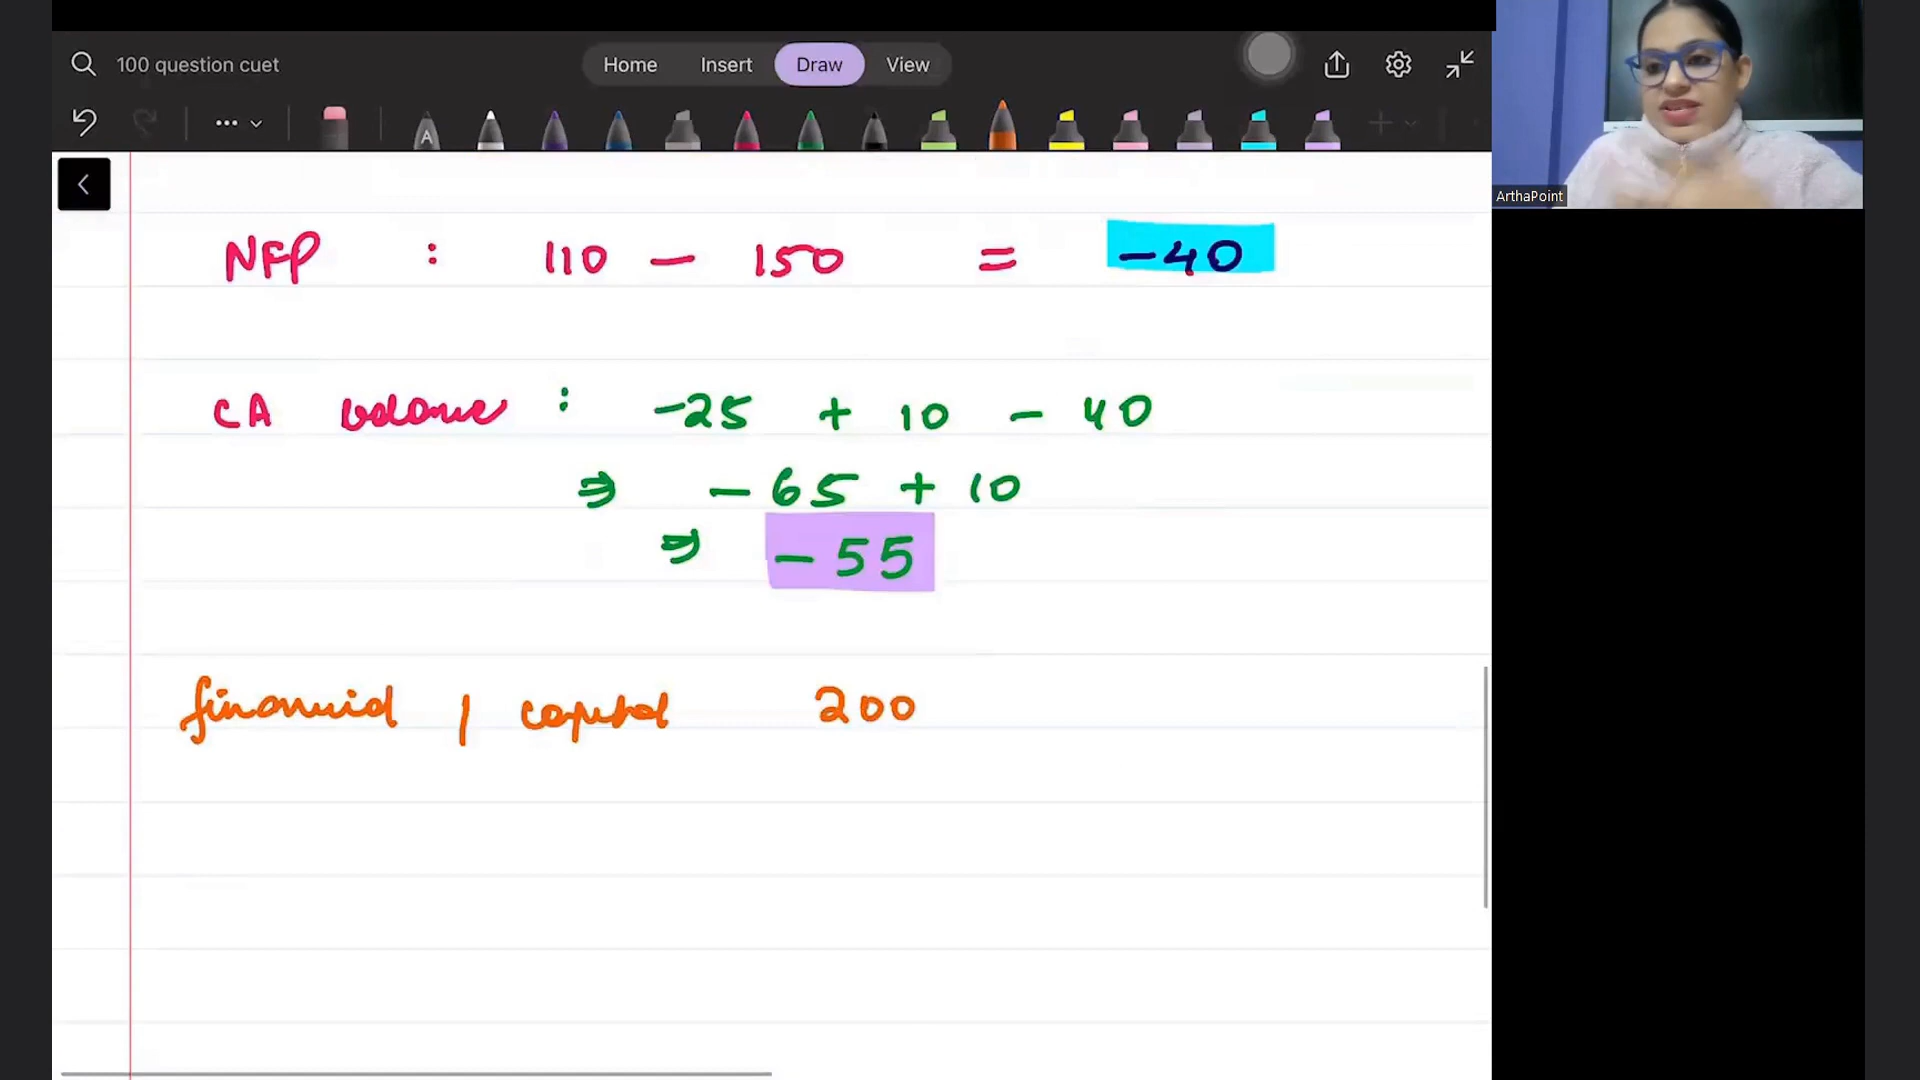 100 question cuet
Home Insert Draw View
A
ArthaPoint
NFP : 110 - 150 = -40
CA balance : -25 + 10 - 40
⇒ - 65 + 10
⇒ - 55
financial / capital 200